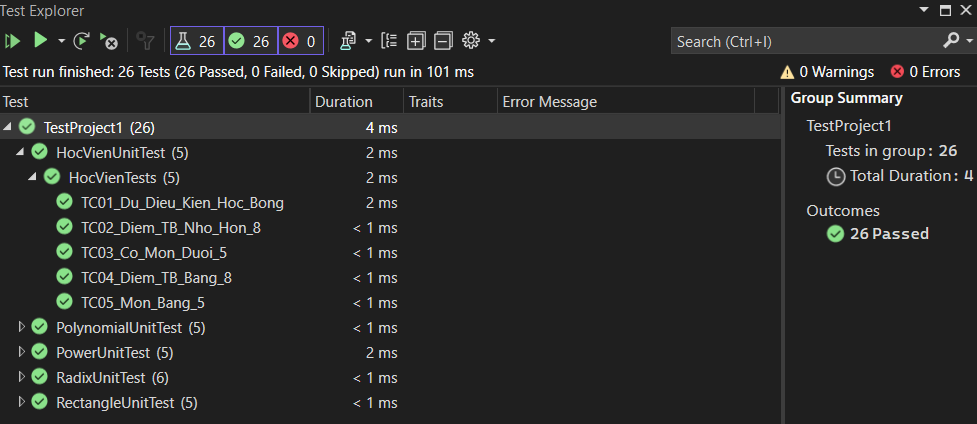 Test Explorer
26 26 0
Search (Ctrl+I)
Test run finished: 26 Tests (26 Passed, 0 Failed, 0 Skipped) run in 101 ms
0 Warnings 0 Errors
Test Duration Traits Error Message
TestProject1 (26) 4 ms
HocVienUnitTest (5) 2 ms
HocVienTests (5) 2 ms
TC01_Du_Dieu_Kien_Hoc_Bong 2 ms
TC02_Diem_TB_Nho_Hon_8 < 1 ms
TC03_Co_Mon_Duoi_5 < 1 ms
TC04_Diem_TB_Bang_8 < 1 ms
TC05_Mon_Bang_5 < 1 ms
PolynomialUnitTest (5) < 1 ms
PowerUnitTest (5) 2 ms
RadixUnitTest (6) < 1 ms
RectangleUnitTest (5) < 1 ms
Group Summary
TestProject1
Tests in group: 26
Total Duration: 4
Outcomes
26 Passed